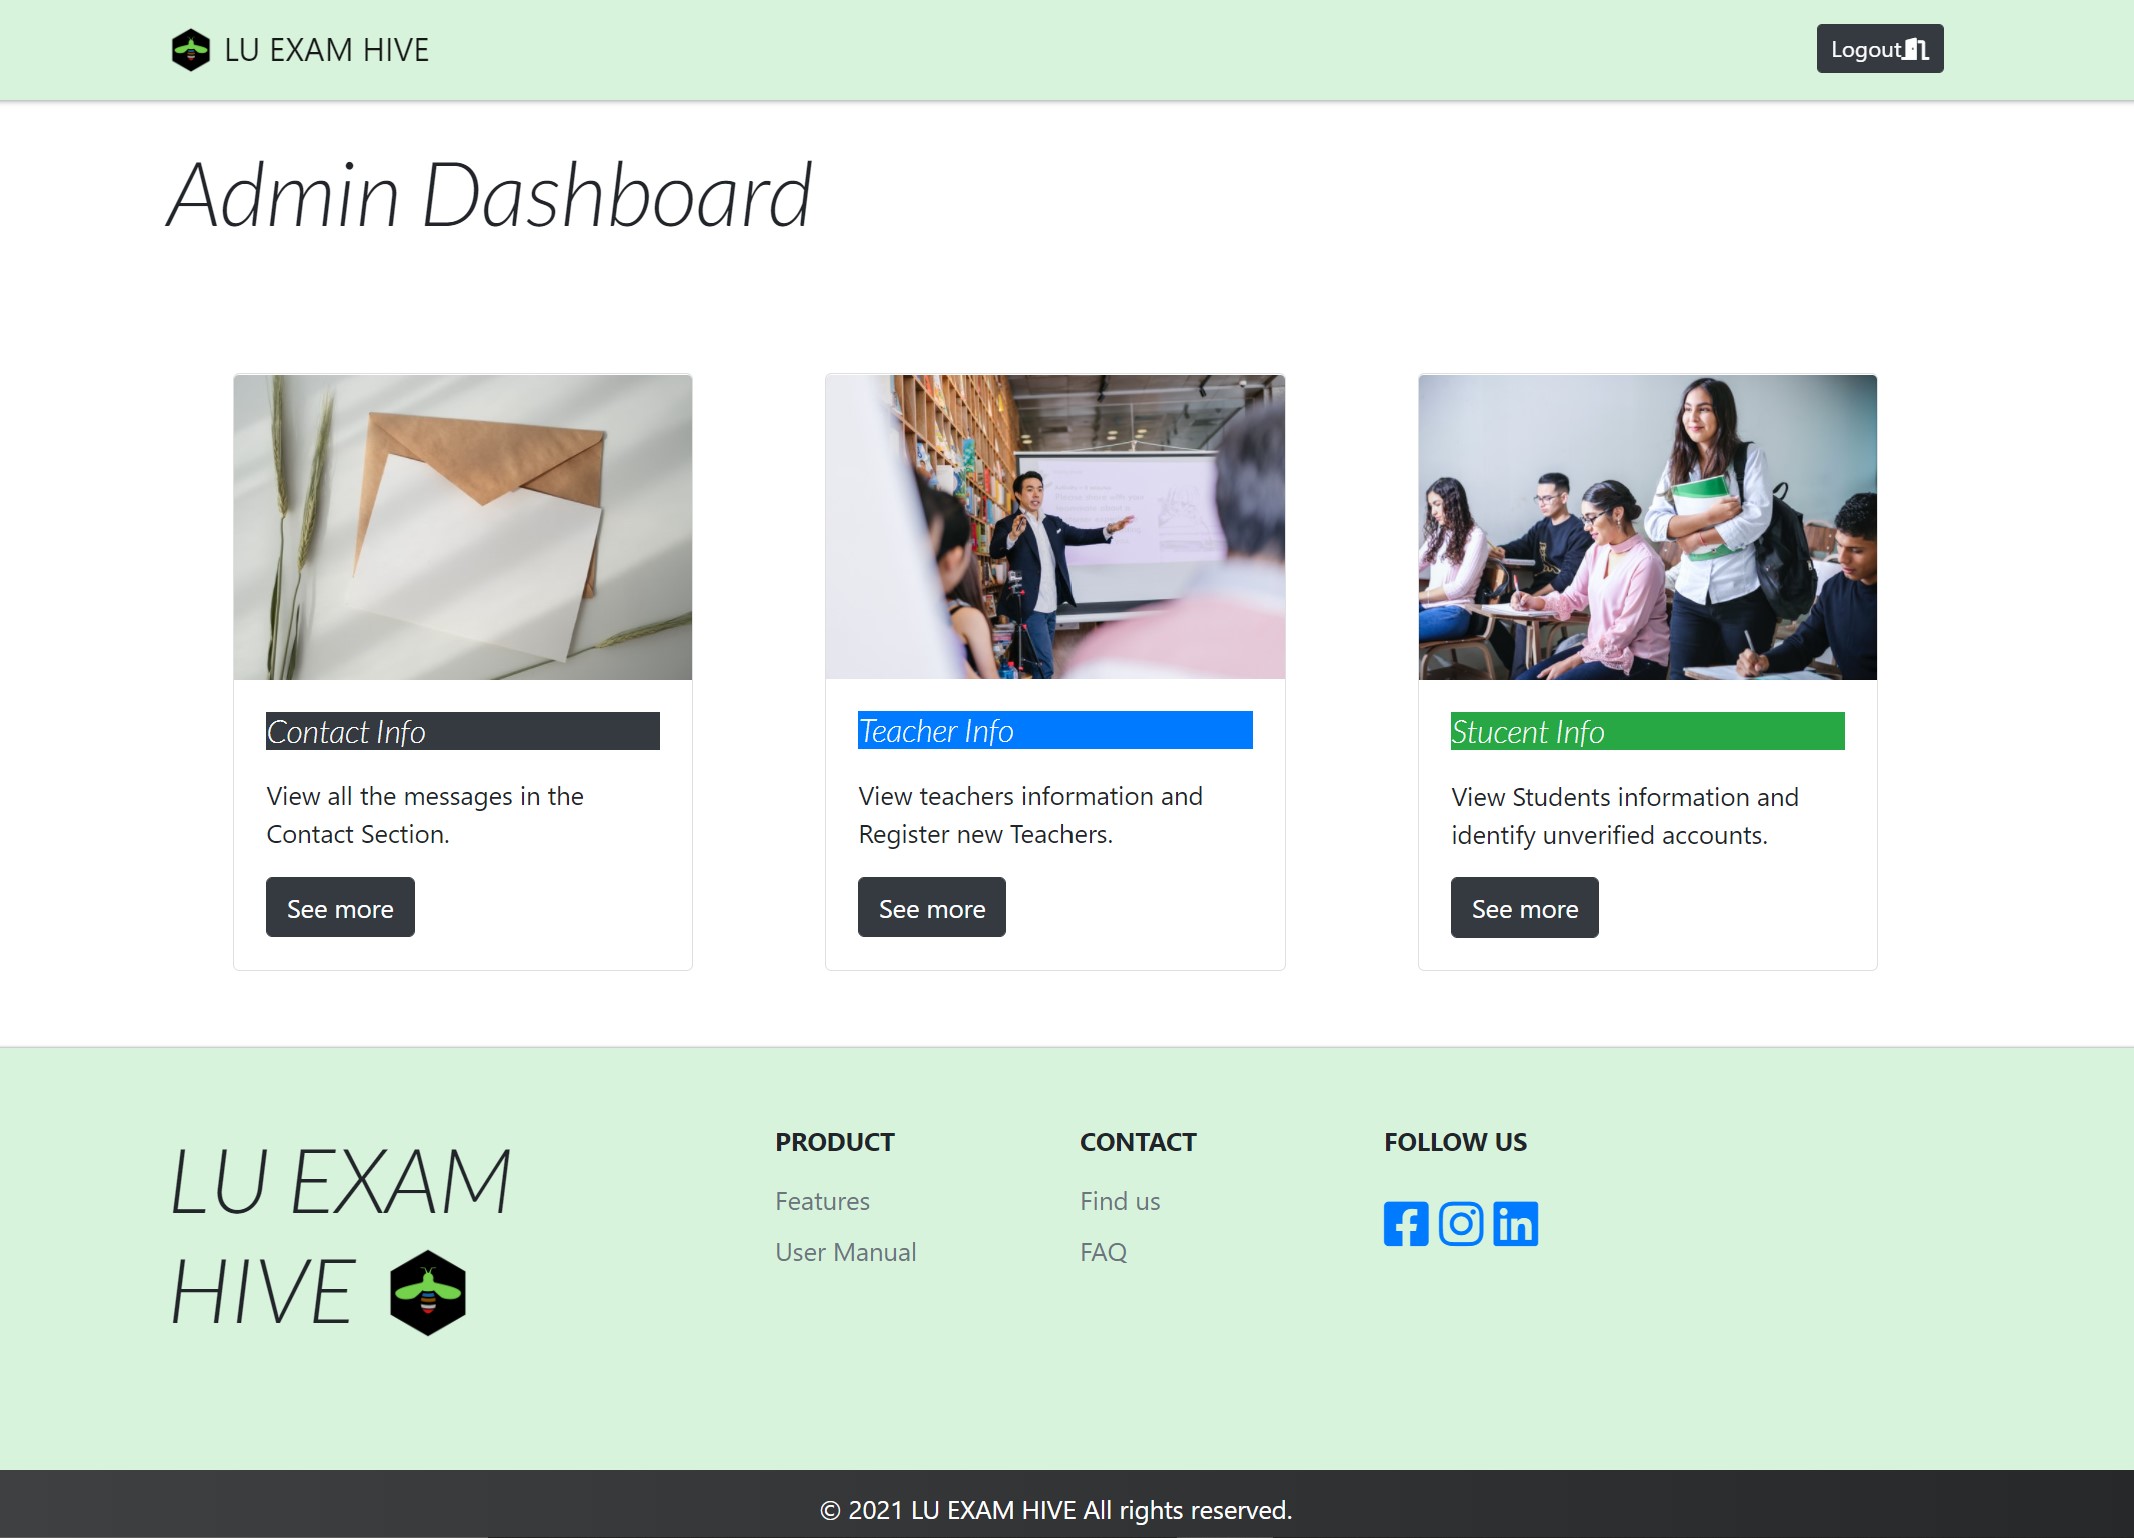 LU EXAM HIVE
Logout
Admin Dashboard
Contact Info
View all the messages in the
Contact Section.
See more
Teacher Info
View teachers information and
Register new Teachers.
See more
Stucent Info
View Students information and
identify unverified accounts.
See more
LU EXAM
HIVE
PRODUCT
Features
User Manual
CONTACT
Find us
FAQ
FOLLOW US
© 2021 LU EXAM HIVE All rights reserved.